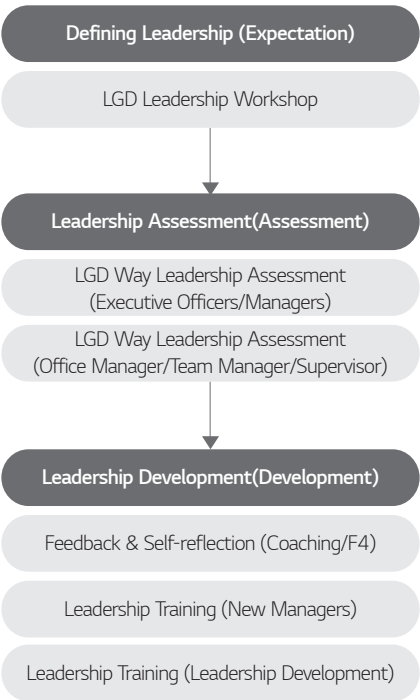 Defining Leadership (Expectation)
LGD Leadership Workshop
Leadership Assessment(Assessment)
LGD Way Leadership Assessment
(Executive Officers/Managers)
LGD Way Leadership Assessment
(Office Manager/Team Manager/Supervisor)
Leadership Development(Development)
Feedback & Self-reflection (Coaching/F4)
Leadership Training (New Managers)
Leadership Training (Leadership Development)